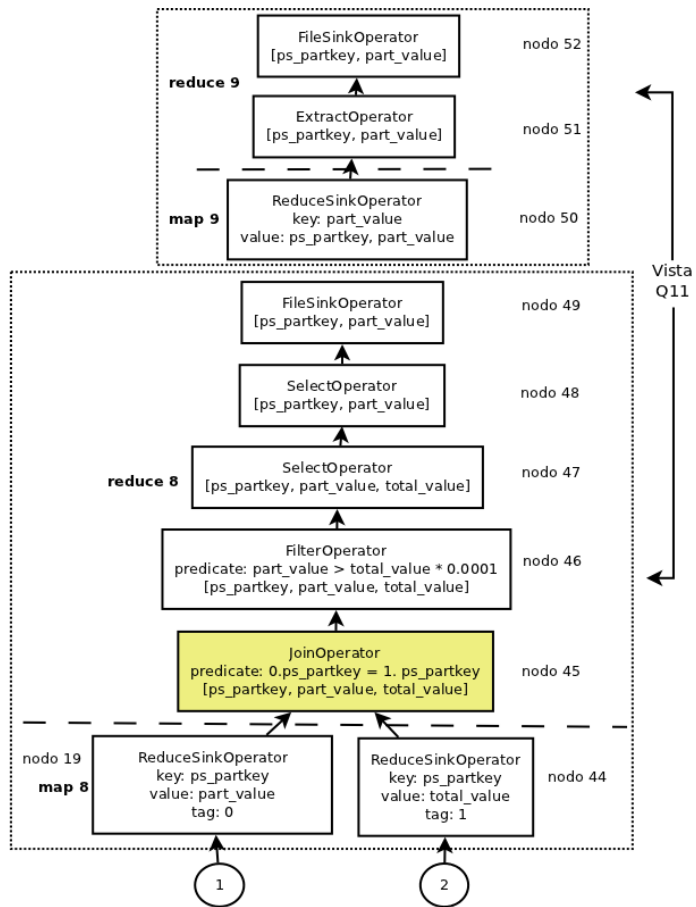 FileSinkOperator
[ps_partkey, part_value]
nodo 52
reduce 9
ExtractOperator
[ps_partkey, part_value]
nodo 51
ReduceSinkOperator
key: part_value
value: ps_partkey, part_value
map 9
nodo 50
Vista
Q11
FileSinkOperator
[ps_partkey, part_value]
nodo 49
SelectOperator
[ps_partkey, part_value]
nodo 48
SelectOperator
[ps_partkey, part_value, total_value]
reduce 8
nodo 47
FilterOperator
predicate: part_value > total_value * 0.0001
[ps_partkey, part_value, total_value]
nodo 46
JoinOperator
predicate: 0.ps_partkey = 1. ps_partkey
[ps_partkey, part_value, total_value]
nodo 45
nodo 19
map 8
ReduceSinkOperator
key: ps_partkey
value: part_value
tag: 0
ReduceSinkOperator
key: ps_partkey
value: total_value
tag: 1
nodo 44
1
2